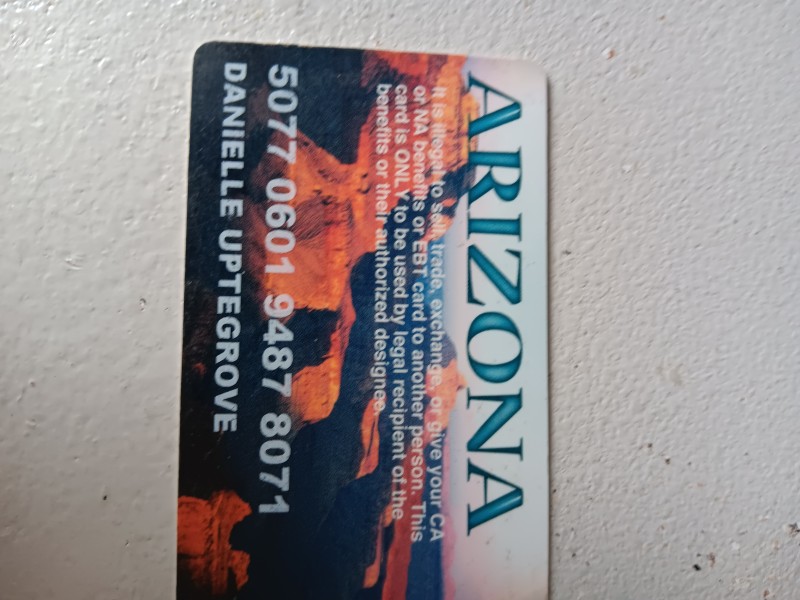 ARIZONA
It is illegal to sell, trade, exchange, or give your CA
or NA benefits or EBT card to another person. This
card is ONLY to be used by legal recipient of the
benefits or their authorized designee.
5077 0601 9487 8071
DANIELLE UPTEGROVE